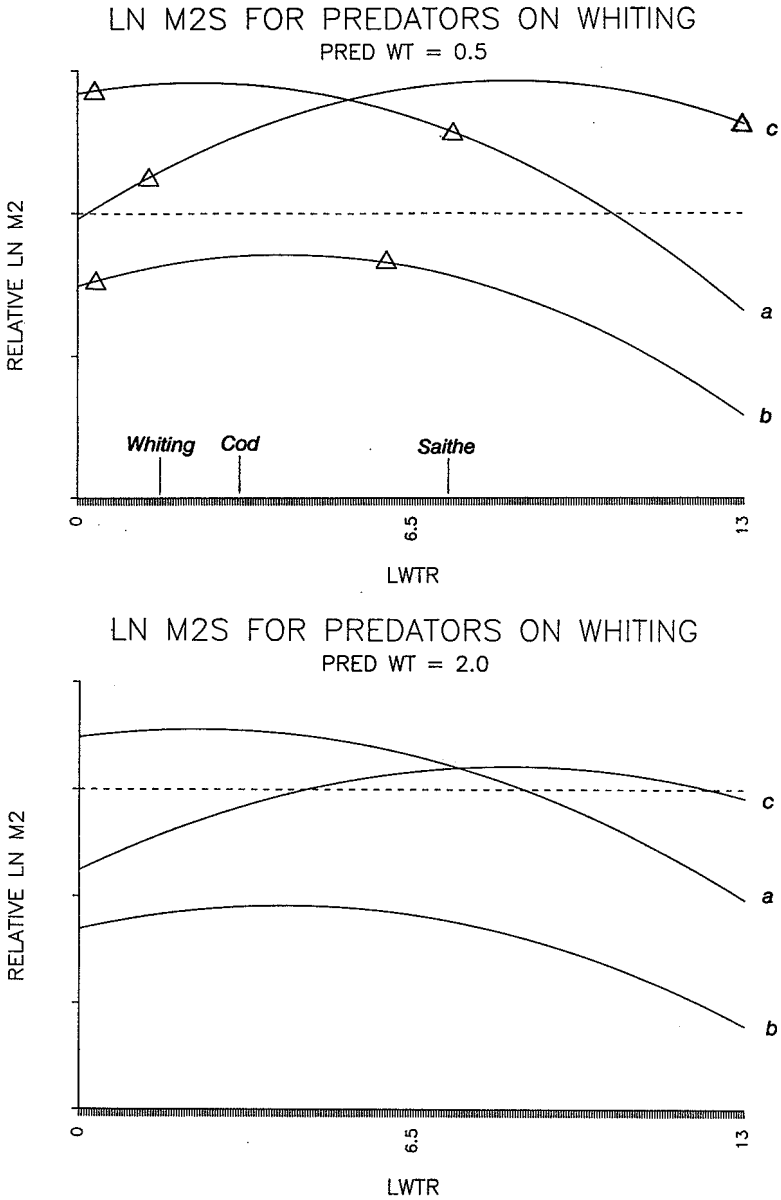 LN M2S FOR PREDATORS ON WHITING
PRED WT = 0.5
RELATIVE LN M2
c
a
b
Whiting Cod Saithe
0 6.5 13
LWTR
LN M2S FOR PREDATORS ON WHITING
PRED WT = 2.0
RELATIVE LN M2
c
a
b
0 6.5 13
LWTR